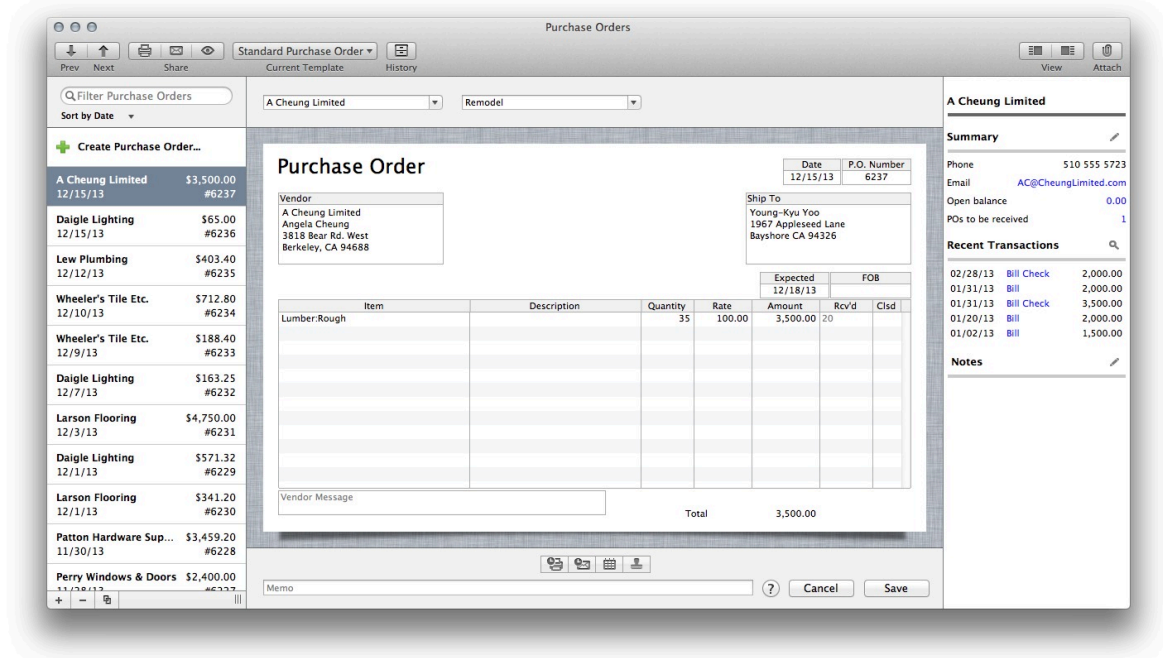 Purchase Orders
Standard Purchase Order
Prev Next Share Current Template History View Attach
Filter Purchase Orders
Sort by Date
Create Purchase Order...
A Cheung Limited $3,500.00
12/15/13 #6237
Daigle Lighting $65.00
12/15/13 #6236
Lew Plumbing $403.40
12/12/13 #6235
Wheeler's Tile Etc. $712.80
12/10/13 #6234
Wheeler's Tile Etc. $188.40
12/9/13 #6233
Daigle Lighting $163.25
12/7/13 #6232
Larson Flooring $4,750.00
12/3/13 #6231
Daigle Lighting $571.32
12/1/13 #6229
Larson Flooring $341.20
12/1/13 #6230
Patton Hardware Sup... $3,459.20
11/30/13 #6228
Perry Windows & Doors $2,400.00
11/28/13 #6227
A Cheung Limited Remodel
Purchase Order
Date P.O. Number
12/15/13 6237
Vendor
A Cheung Limited
Angela Cheung
3818 Bear Rd. West
Berkeley, CA 94688
Ship To
Young-Kyu Yoo
1967 Appleseed Lane
Bayshore CA 94326
Expected FOB
12/18/13
Item Description Quantity Rate Amount Rcv'd Clsd
Lumber:Rough 35 100.00 3,500.00 20
Vendor Message
Total 3,500.00
Memo
? Cancel Save
A Cheung Limited
Summary
Phone 510 555 5723
Email AC@CheungLimited.com
Open balance 0.00
POs to be received 1
Recent Transactions
02/28/13 Bill Check 2,000.00
01/31/13 Bill 2,000.00
01/31/13 Bill Check 3,500.00
01/20/13 Bill 2,000.00
01/02/13 Bill 1,500.00
Notes